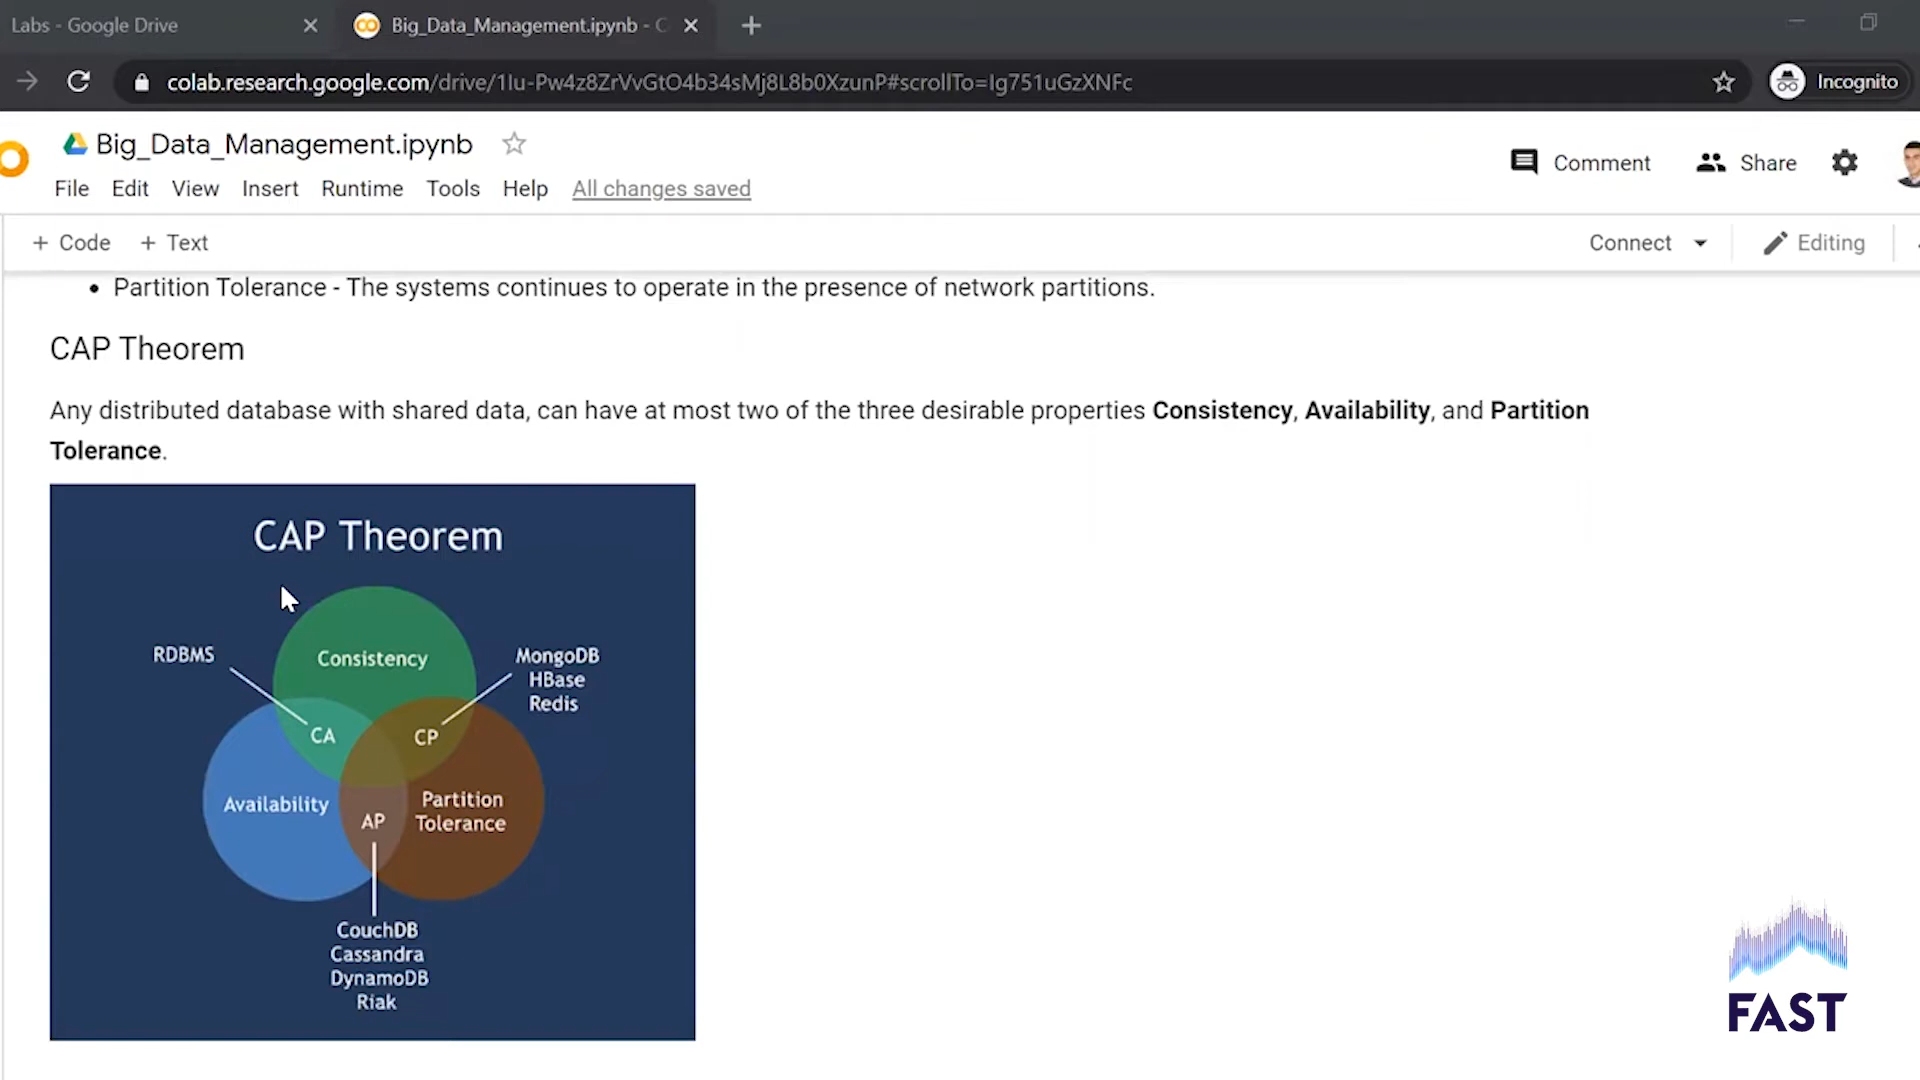 Labs - Google Drive
Big_Data_Management.ipynb - C
colab.research.google.com/drive/1Iu-Pw4z8ZrVvGtO4b34sMj8L8b0XzunP#scrollTo=Ig751uGzXNFc
Incognito
Big_Data_Management.ipynb
Comment
Share
File Edit View Insert Runtime Tools Help All changes saved
+ Code + Text
Connect
Editing
• Partition Tolerance - The systems continues to operate in the presence of network partitions.
CAP Theorem
Any distributed database with shared data, can have at most two of the three desirable properties Consistency, Availability, and Partition
Tolerance.
CAP Theorem
RDBMS
Consistency
MongoDB
HBase
Redis
CA
CP
Availability
Partition
Tolerance
AP
CouchDB
Cassandra
DynamoDB
Riak
FAST